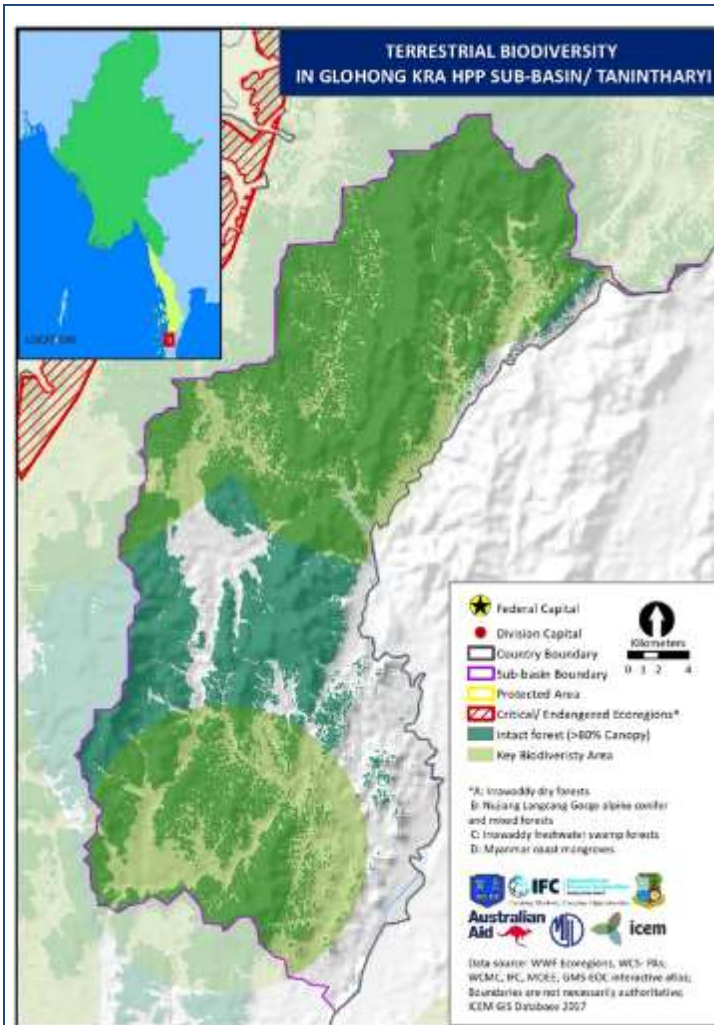 TERRESTRIAL BIODIVERSITY
IN GLOHONG KRA HPP SUB-BASIN/ TANINTHARYI
Federal Capital
Division Capital
Country Boundary
Sub-basin Boundary
Protected Area
Critical/ Endangered Ecoregions*
Intact forest (>80% Canopy)
Key Biodiveristy Area
Kilometers
0 1 2 4
*A: Irrawaddy dry forests
B: Nujiang Langcang Gorge alpine conifer
and mixed forests
C: Irrawaddy freshwater swamp forests
D: Myanmar coast mangroves
IFC
Australian
Aid
icem
Data source: WWF Ecoregions, WCS- PAs;
WCMC, IFC, MOEE, GMS-EOC interactive atlas;
Boundaries are not necessarily authoritative;
ICEM GIS Database 2017